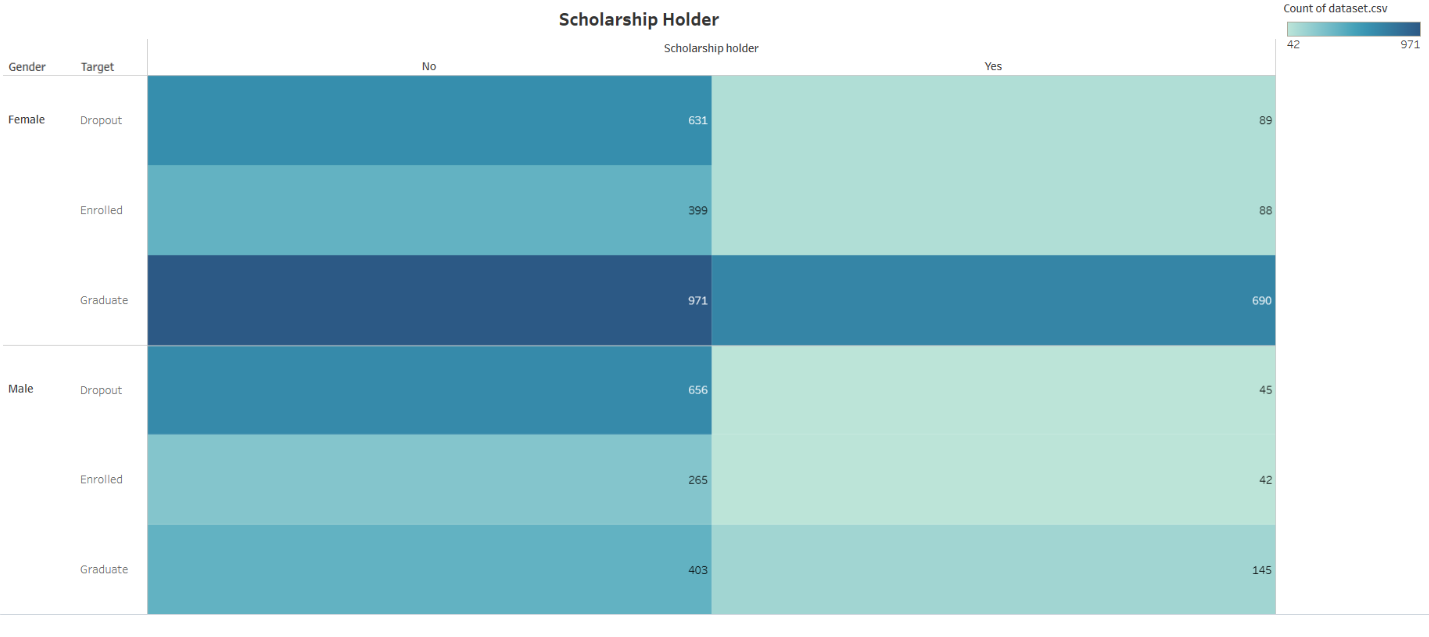 Scholarship Holder
Count of dataset.csv
42 971
Scholarship holder
Gender Target No Yes
Female Dropout 631 89
Enrolled 399 88
Graduate 971 690
Male Dropout 656 45
Enrolled 265 42
Graduate 403 145